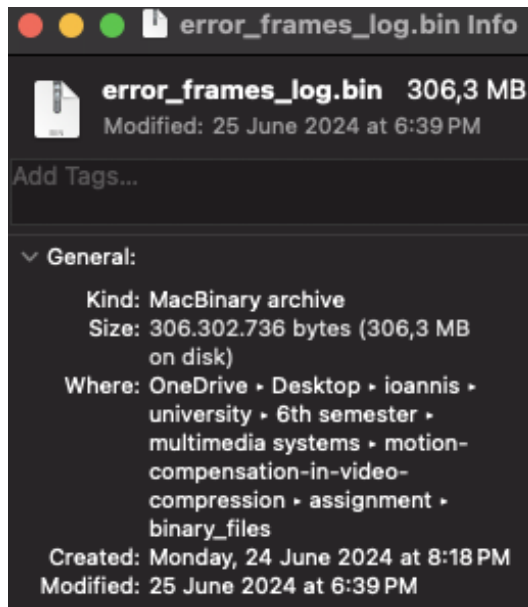 error_frames_log.bin Info
error_frames_log.bin 306,3 MB
Modified: 25 June 2024 at 6:39 PM
Add Tags...
General:
Kind: MacBinary archive
Size: 306.302.736 bytes (306,3 MB
on disk)
Where: OneDrive ▸ Desktop ▸ ioannis ▸
university ▸ 6th semester ▸
multimedia systems ▸ motion-
compensation-in-video-
compression ▸ assignment ▸
binary_files
Created: Monday, 24 June 2024 at 8:18 PM
Modified: 25 June 2024 at 6:39 PM